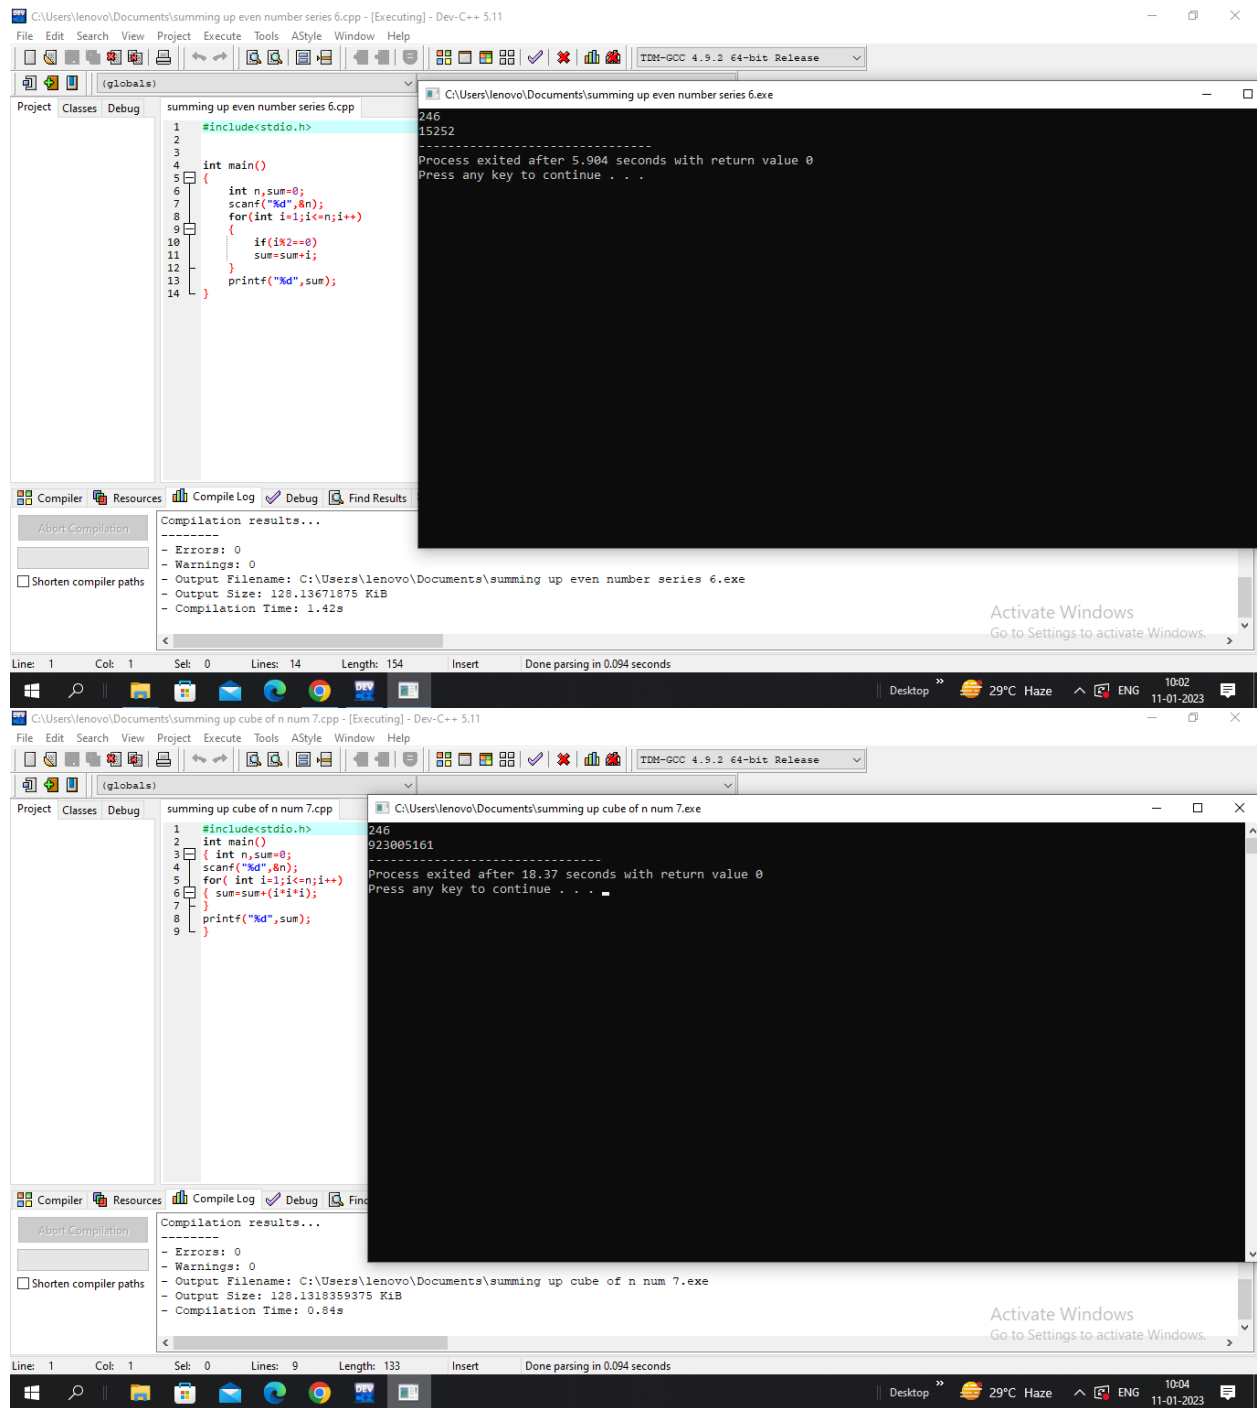 C:\Users\lenovo\Documents\summing up even number series 6.cpp - [Executing] - Dev-C++ 5.11
File Edit Search View Project Execute Tools AStyle Window Help
TDM-GCC 4.9.2 64-bit Release
(globals)
C:\Users\lenovo\Documents\summing up even number series 6.exe
Project Classes Debug
summing up even number series 6.cpp
1 #include<stdio.h>
2
3
4 int main()
5 {
6 int n,sum=0;
7 scanf("%d",&n);
8 for(int i=1;i<=n;i++)
9 {
10 if(i%2==0)
11 sum=sum+i;
12 }
13 printf("%d",sum);
14 }
246
15252
--------------------------------
Process exited after 5.904 seconds with return value 0
Press any key to continue . . .
Compiler Resources Compile Log Debug Find Results
Abort Compilation
Shorten compiler paths
Compilation results...
--------
- Errors: 0
- Warnings: 0
- Output Filename: C:\Users\lenovo\Documents\summing up even number series 6.exe
- Output Size: 128.13671875 KiB
- Compilation Time: 1.42s
Activate Windows
Go to Settings to activate Windows.
Line: 1 Col: 1 Sel: 0 Lines: 14 Length: 154 Insert Done parsing in 0.094 seconds
DEV Desktop » 29°C Haze ENG 10:02
11-01-2023
C:\Users\lenovo\Documents\summing up cube of n num 7.cpp - [Executing] - Dev-C++ 5.11
File Edit Search View Project Execute Tools AStyle Window Help
TDM-GCC 4.9.2 64-bit Release
(globals)
Project Classes Debug
summing up cube of n num 7.cpp
C:\Users\lenovo\Documents\summing up cube of n num 7.exe
1 #include<stdio.h>
2 int main()
3 { int n,sum=0;
4 scanf("%d",&n);
5 for( int i=1;i<=n;i++)
6 { sum=sum+(i*i*i);
7 }
8 printf("%d",sum);
9 }
246
923005161
--------------------------------
Process exited after 18.37 seconds with return value 0
Press any key to continue . . .
Compiler Resources Compile Log Debug Find
Abort Compilation
Shorten compiler paths
Compilation results...
--------
- Errors: 0
- Warnings: 0
- Output Filename: C:\Users\lenovo\Documents\summing up cube of n num 7.exe
- Output Size: 128.1318359375 KiB
- Compilation Time: 0.84s
Activate Windows
Go to Settings to activate Windows.
Line: 1 Col: 1 Sel: 0 Lines: 9 Length: 133 Insert Done parsing in 0.094 seconds
DEV Desktop » 29°C Haze ENG 10:04
11-01-2023